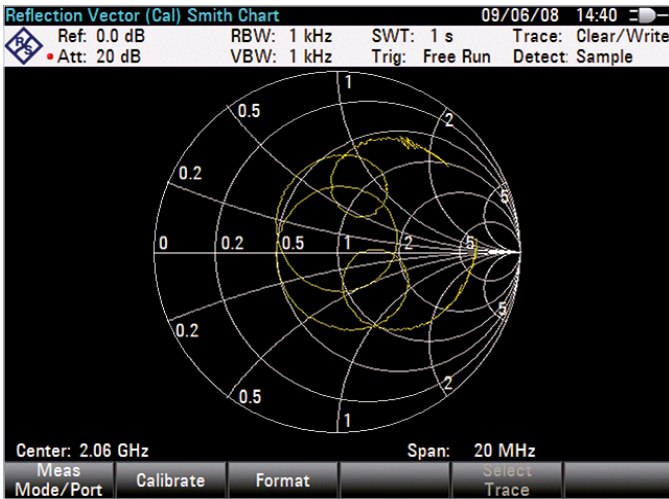 Reflection Vector (Cal) Smith Chart 09/06/08 14:40
R&S Ref: 0.0 dB RBW: 1 kHz SWT: 1 s Trace: Clear/Write
Att: 20 dB VBW: 1 kHz Trig: Free Run Detect: Sample
1
0.5 2
0.2 5
0 0.2 0.5 1 2 5
5
0.2
0.5 2
1
Center: 2.06 GHz Span: 20 MHz
Meas Mode/Port Calibrate Format Select Trace